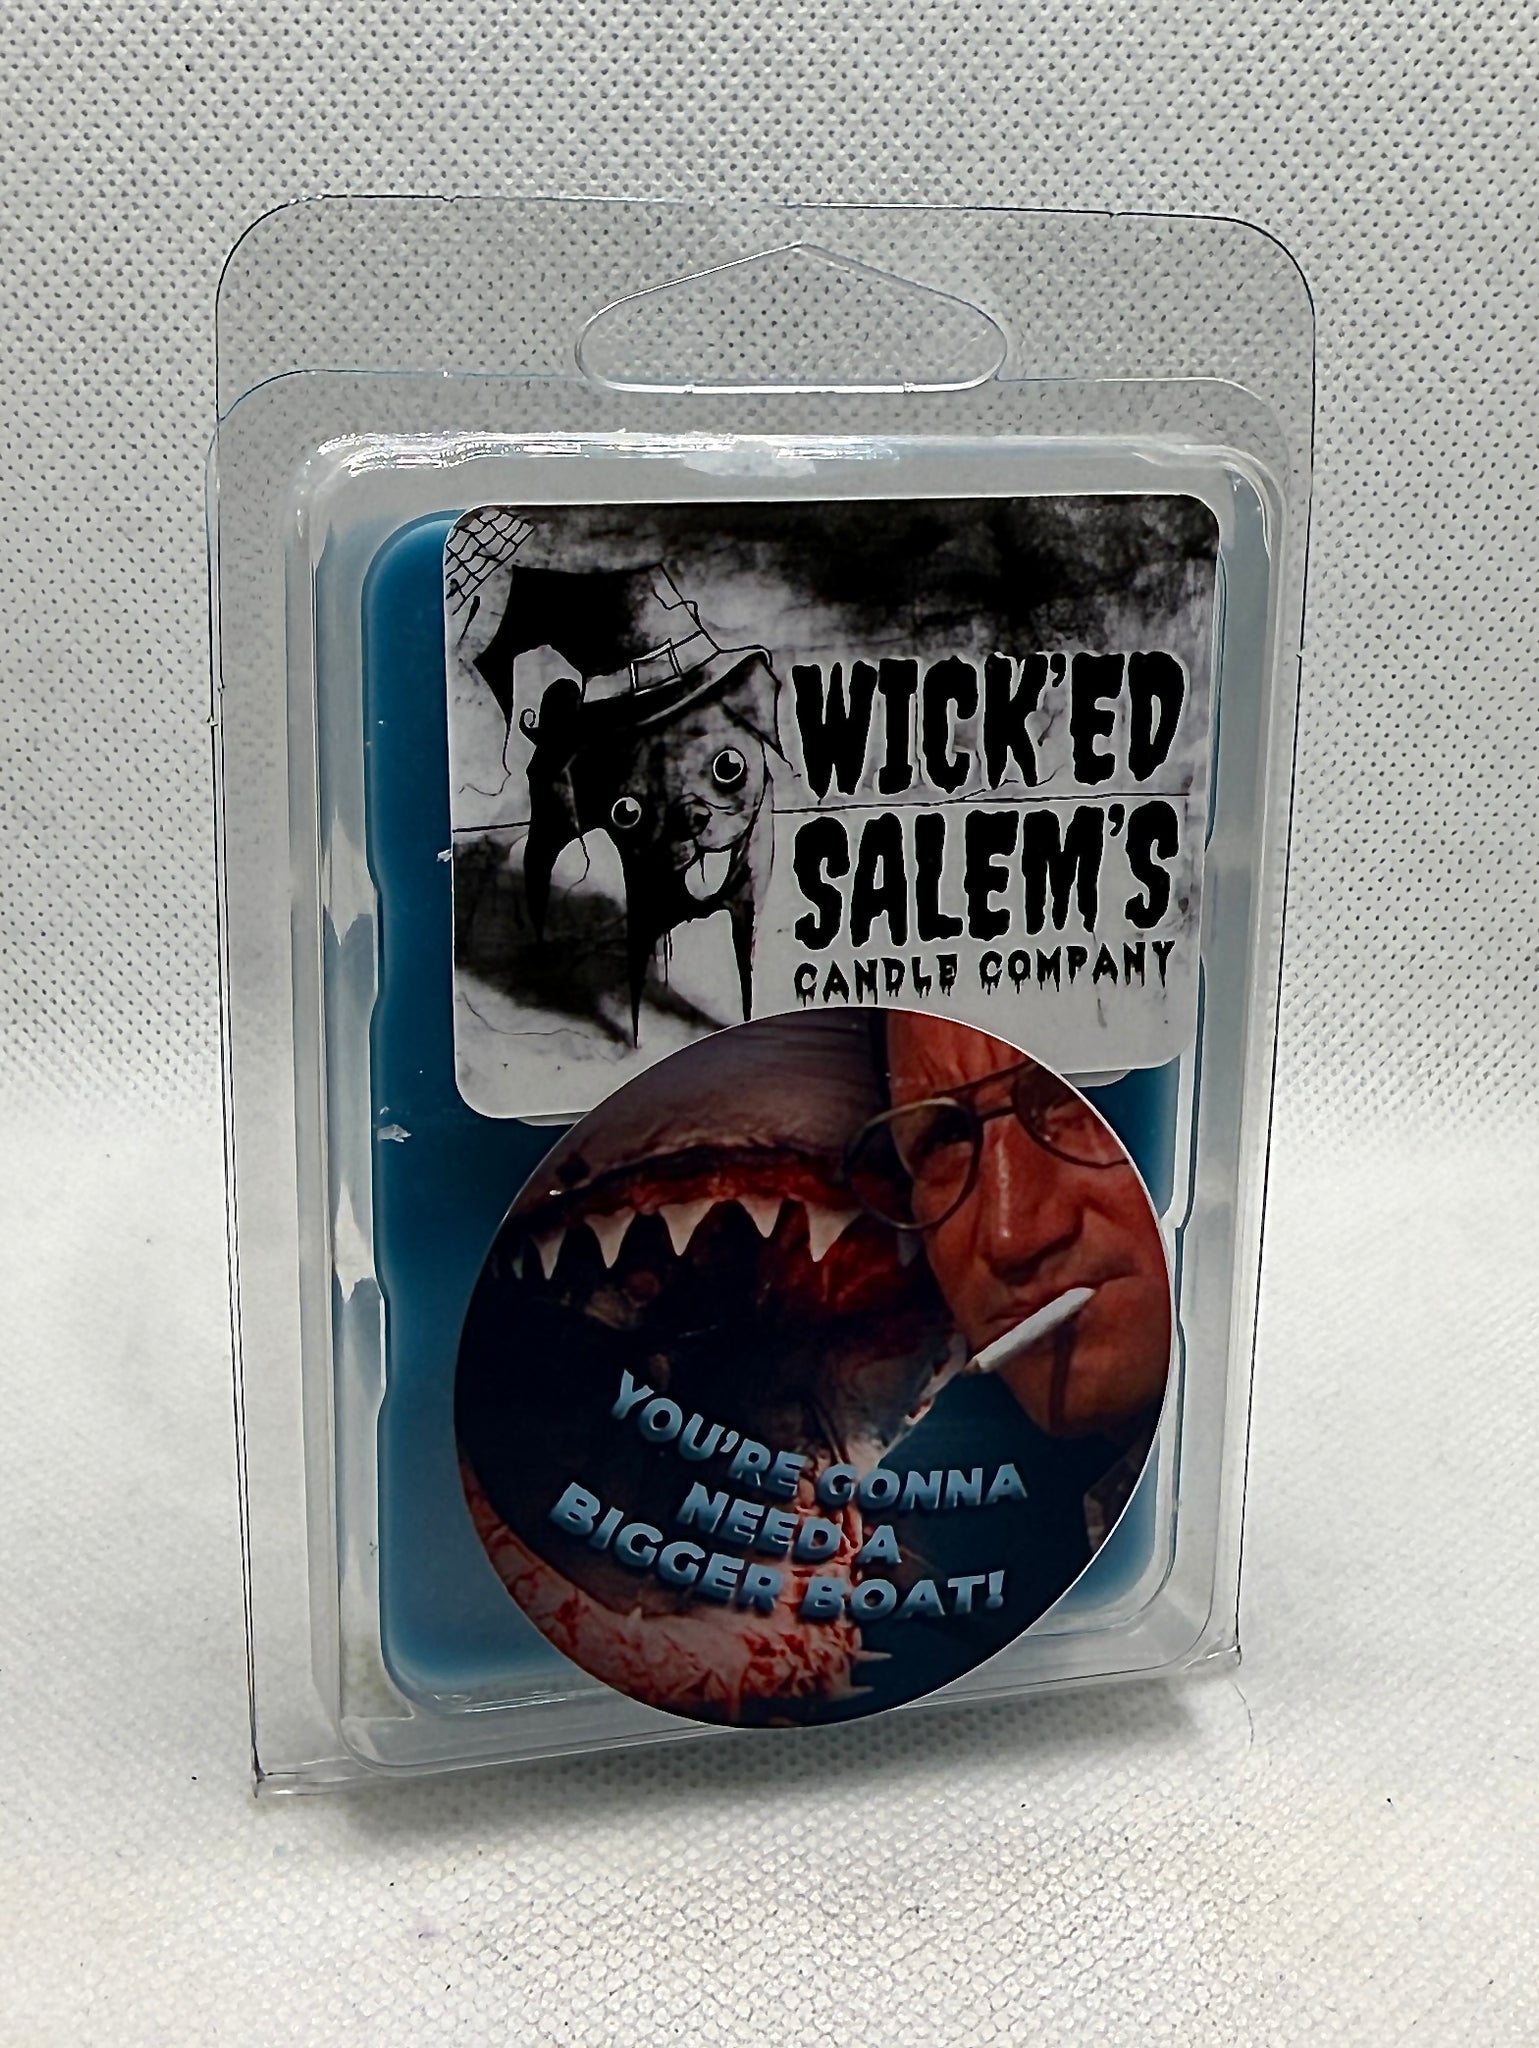 WICK'ED
SALEM'S
CANDLE COMPANY
YOU'RE GONNA
NEED A
BIGGER BOAT!